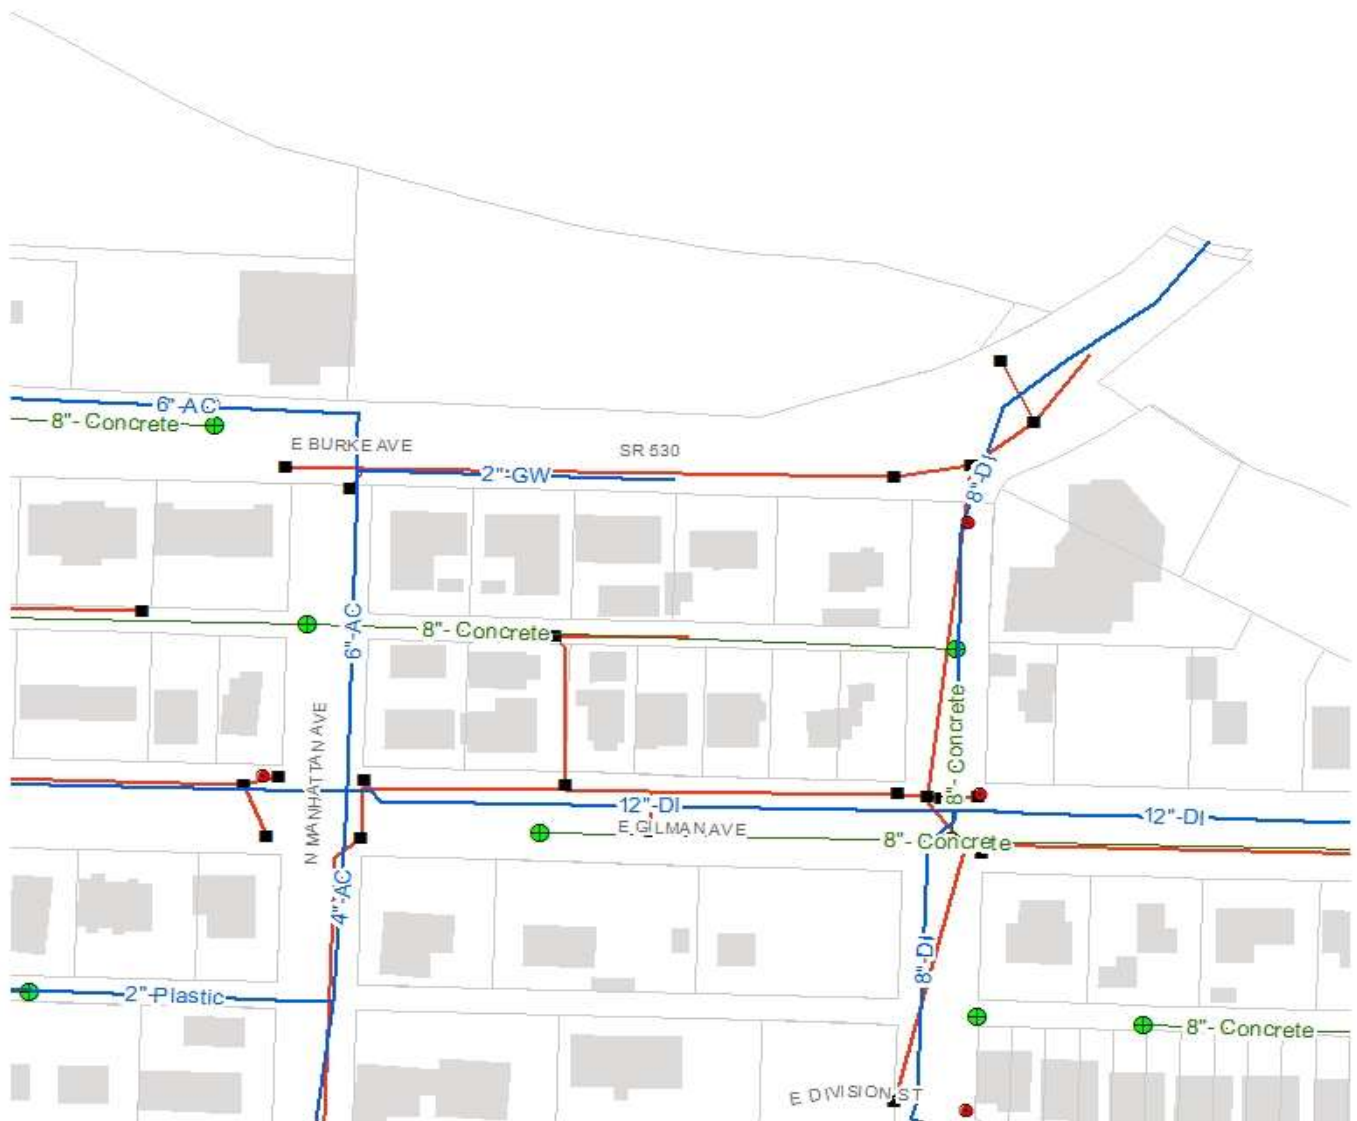 6"-AC
8"- Concrete
E BURKE AVE
SR 530
2"-GW
8"-DI
6"-AC
8"- Concrete
8"- Concrete
N MANHATTAN AVE
12"-DI
E GILMAN AVE
12"-DI
8"- Concrete
4"-AC
8"-DI
2"-Plastic
8"- Concrete
E DIVISION ST